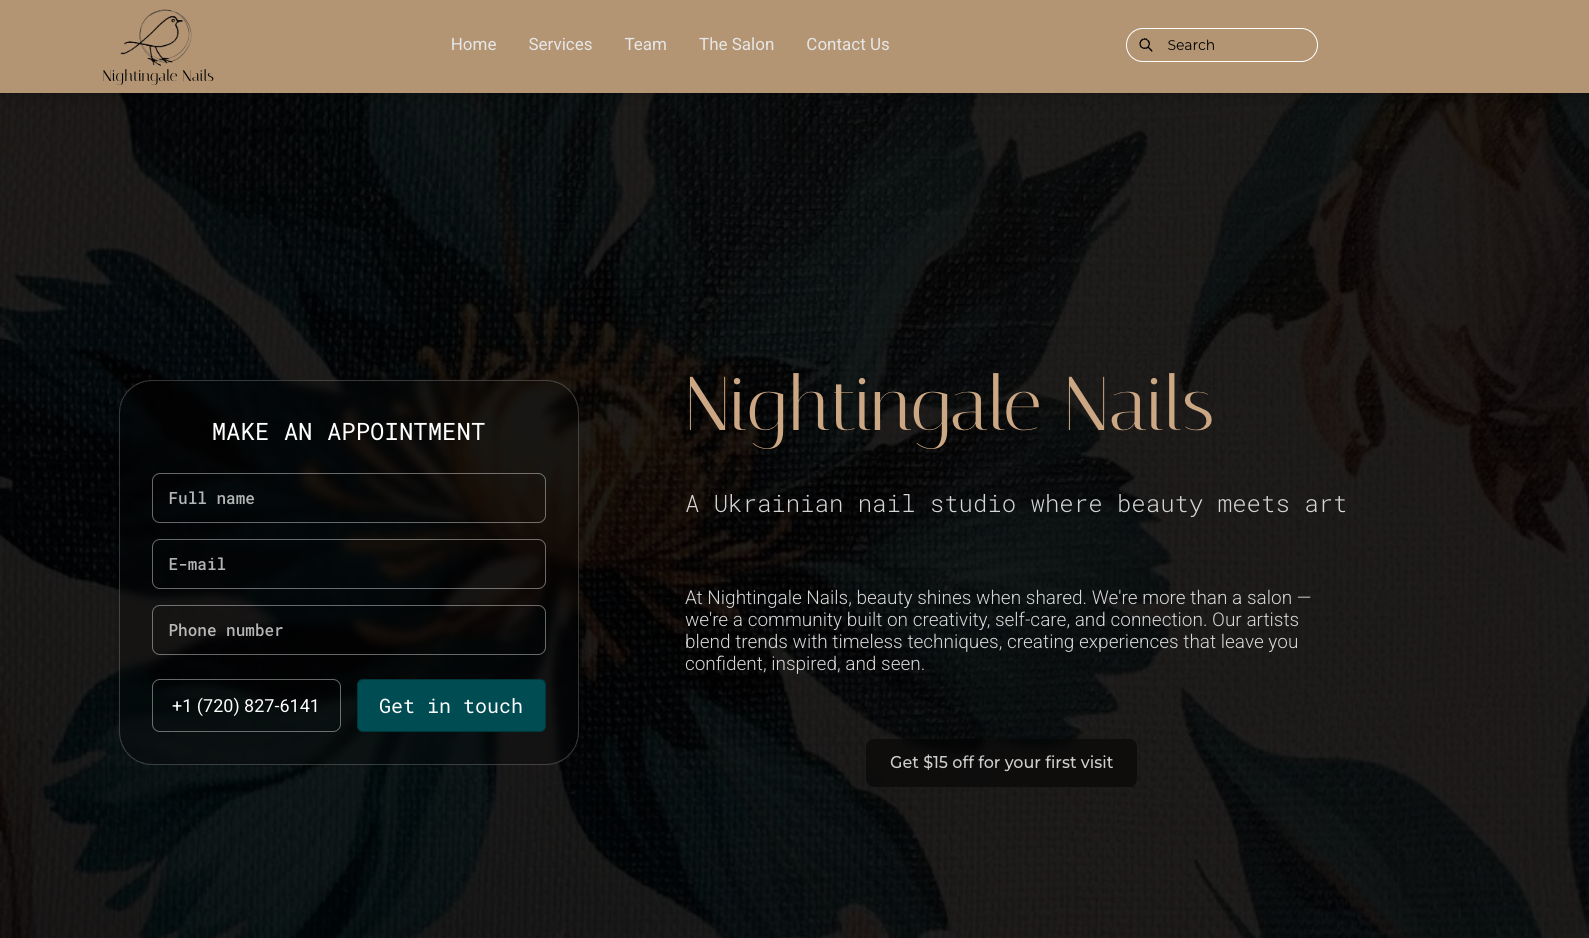 Nightingale Nails
Home
Services
Team
The Salon
Contact Us
Search
MAKE AN APPOINTMENT
Full name
E-mail
Phone number
+1 (720) 827-6141
Get in touch
Nightingale Nails
A Ukrainian nail studio where beauty meets art
At Nightingale Nails, beauty shines when shared. We're more than a salon —
we're a community built on creativity, self-care, and connection. Our artists
blend trends with timeless techniques, creating experiences that leave you
confident, inspired, and seen.
Get $15 off for your first visit